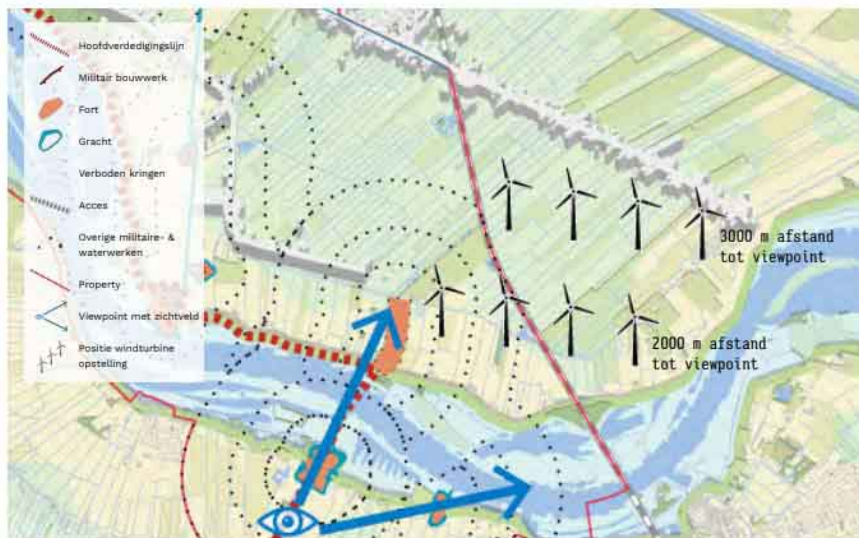 Hoofdverdedigingslijn
Militair bouwwerk
Fort
Gracht
Verboden kringen
Acces
Overige militaire- &
waterwerken
Property
Viewpoint met zichtveld
Positie windturbine
opstelling
3000 m afstand
tot viewpoint
2000 m afstand
tot viewpoint